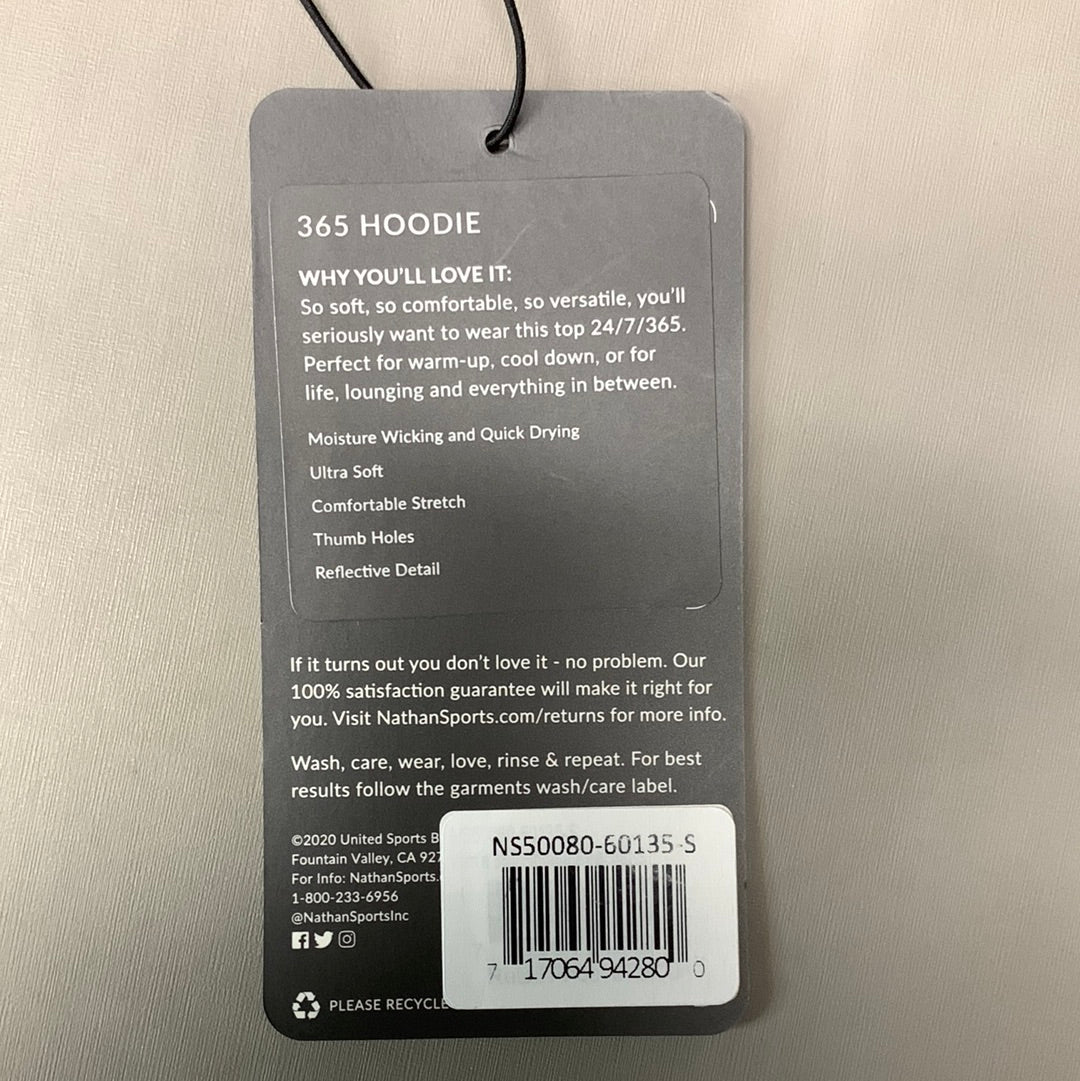 365 HOODIE
WHY YOU'LL LOVE IT:
So soft, so comfortable, so versatile, you'll
seriously want to wear this top 24/7/365.
Perfect for warm-up, cool down, or for
life, lounging and everything in between.
Moisture Wicking and Quick Drying
Ultra Soft
Comfortable Stretch
Thumb Holes
Reflective Detail
If it turns out you don't love it - no problem. Our
100% satisfaction guarantee will make it right for
you. Visit NathanSports.com/returns for more info.
Wash, care, wear, love, rinse & repeat. For best
results follow the garments wash/care label.
©2020 United Sports B
Fountain Valley, CA 927
For Info: NathanSports.
1-800-233-6956
@NathanSportsInc
PLEASE RECYCLE
NS50080-60135-S
7 17064 94280 0